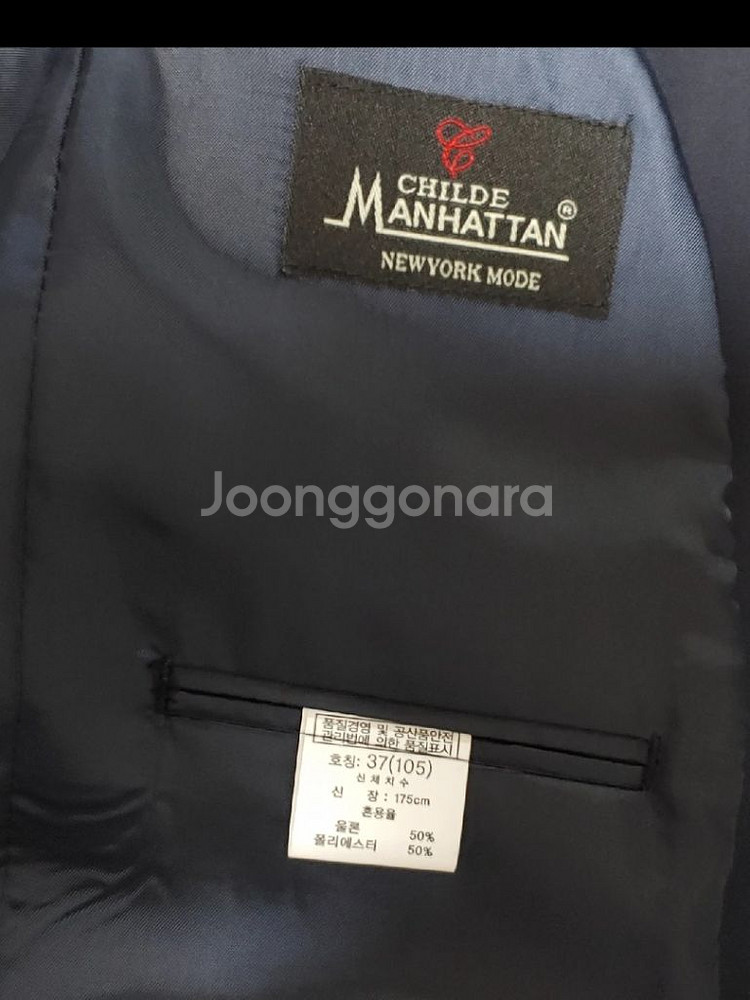 CHILDE
MANHATTAN®
NEWYORK MODE
Joonggonara
품질경영 및 공산품안전
관리법에 의한 품질표시
호칭: 37(105)
신체치수
신 장 : 175cm
혼용율
울론 50%
폴리에스터 50%